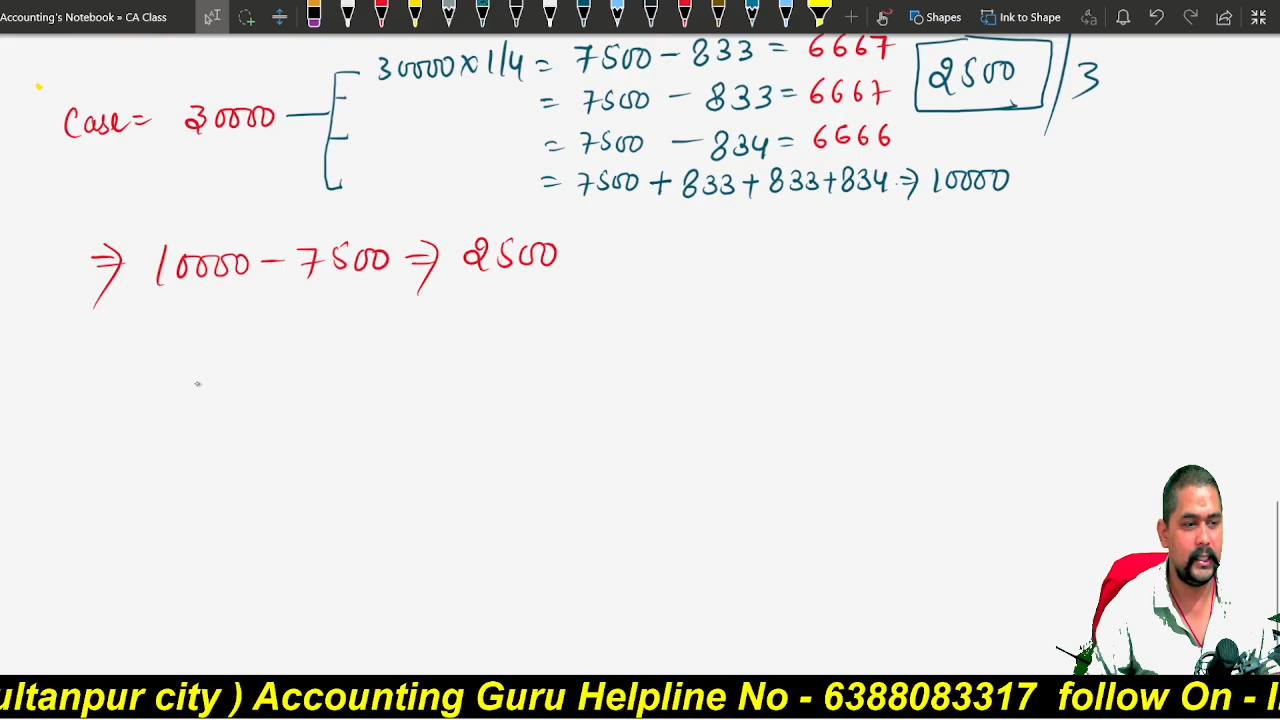 Accounting's Notebook » CA Class
Shapes
Ink to Shape
30000 x 1/4 = 7500 - 833 = 6667
2500 / 3
Case = 30000
= 7500 - 833 = 6667
= 7500 - 834 = 6666
= 7500 + 833 + 833 + 834 ⇒ 10000
⇒ 10000 - 7500 ⇒ 2500
ultanpur city ) Accounting Guru Helpline No - 6388083317 follow On - I